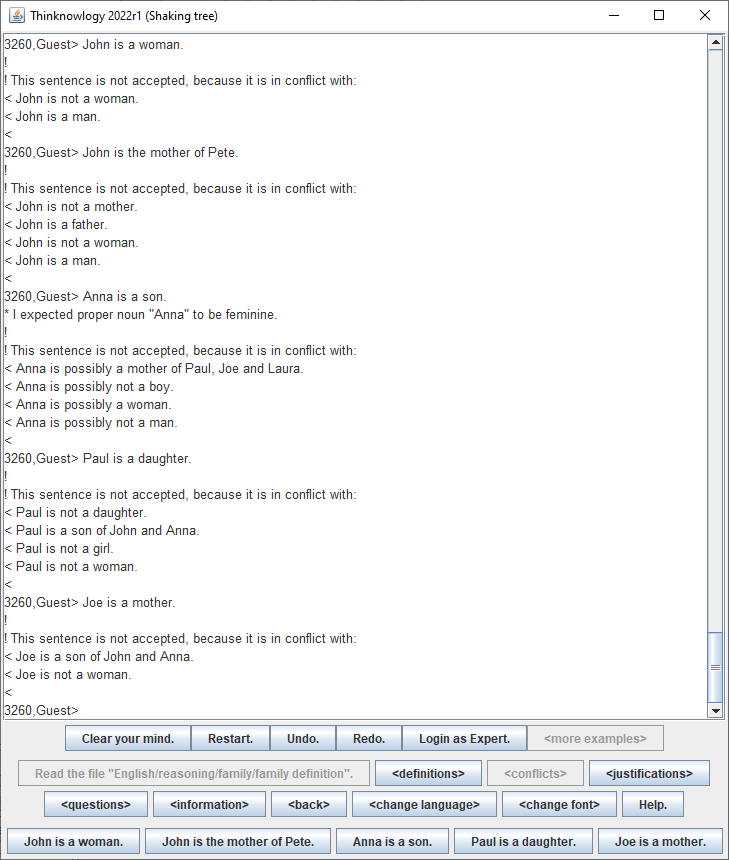 Thinknowlogy 2022r1 (Shaking tree)
3260,Guest> John is a woman.
!
! This sentence is not accepted, because it is in conflict with:
< John is not a woman.
< John is a man.
<
3260,Guest> John is the mother of Pete.
!
! This sentence is not accepted, because it is in conflict with:
< John is not a mother.
< John is a father.
< John is not a woman.
< John is a man.
<
3260,Guest> Anna is a son.
* I expected proper noun "Anna" to be feminine.
!
! This sentence is not accepted, because it is in conflict with:
< Anna is possibly a mother of Paul, Joe and Laura.
< Anna is possibly not a boy.
< Anna is possibly a woman.
< Anna is possibly not a man.
<
3260,Guest> Paul is a daughter.
!
! This sentence is not accepted, because it is in conflict with:
< Paul is not a daughter.
< Paul is a son of John and Anna.
< Paul is not a girl.
< Paul is not a woman.
<
3260,Guest> Joe is a mother.
!
! This sentence is not accepted, because it is in conflict with:
< Joe is a son of John and Anna.
< Joe is not a woman.
<
3260,Guest>
Clear your mind. Restart. Undo. Redo. Login as Expert. <more examples>
Read the file "English/reasoning/family/family definition". <definitions> <conflicts> <justifications>
<questions> <information> <back> <change language> <change font> Help.
John is a woman. John is the mother of Pete. Anna is a son. Paul is a daughter. Joe is a mother.